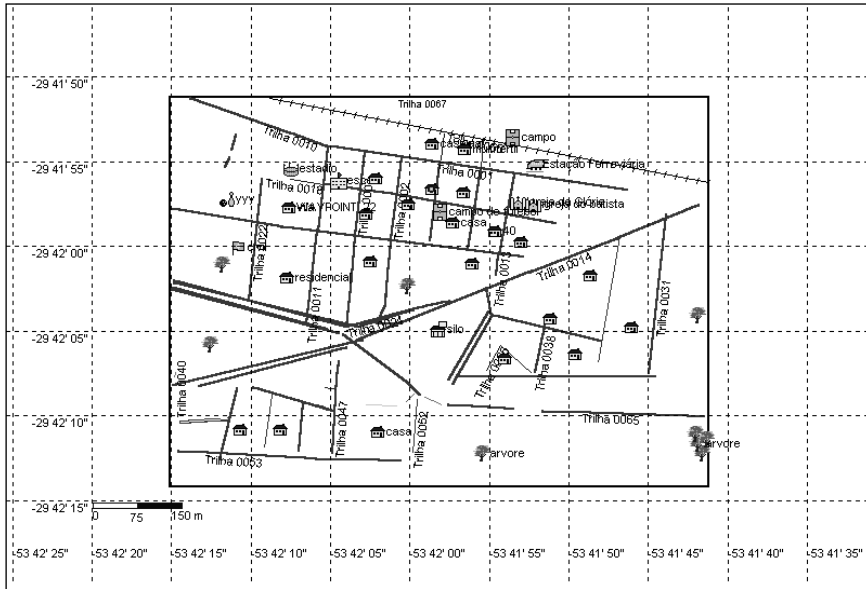 -29 41' 50"
Trilha 0067
Trilha 0010
campo
-29 41' 55"
Estação Ferroviária
estadio
Trilha 0001
Trilha 0018
yyy
campo de futebol
casa
40
-29 42' 00"
Trilha 0022
Trilha 0002
Trilha 0013
Trilha 0014
residencial
Trilha 0011
Trilha 0031
-29 42' 05"
silo
Trilha 0038
Trilha 0040
-29 42' 10"
Trilha 0047
Trilha 0052
Trilha 0065
casa
arvore
arvore
Trilha 0053
-29 42' 15"
0 75 150 m
-53 42' 25" -53 42' 20" -53 42' 15" -53 42' 10" -53 42' 05" -53 42' 00" -53 41' 55" -53 41' 50" -53 41' 45" -53 41' 40" -53 41' 35"